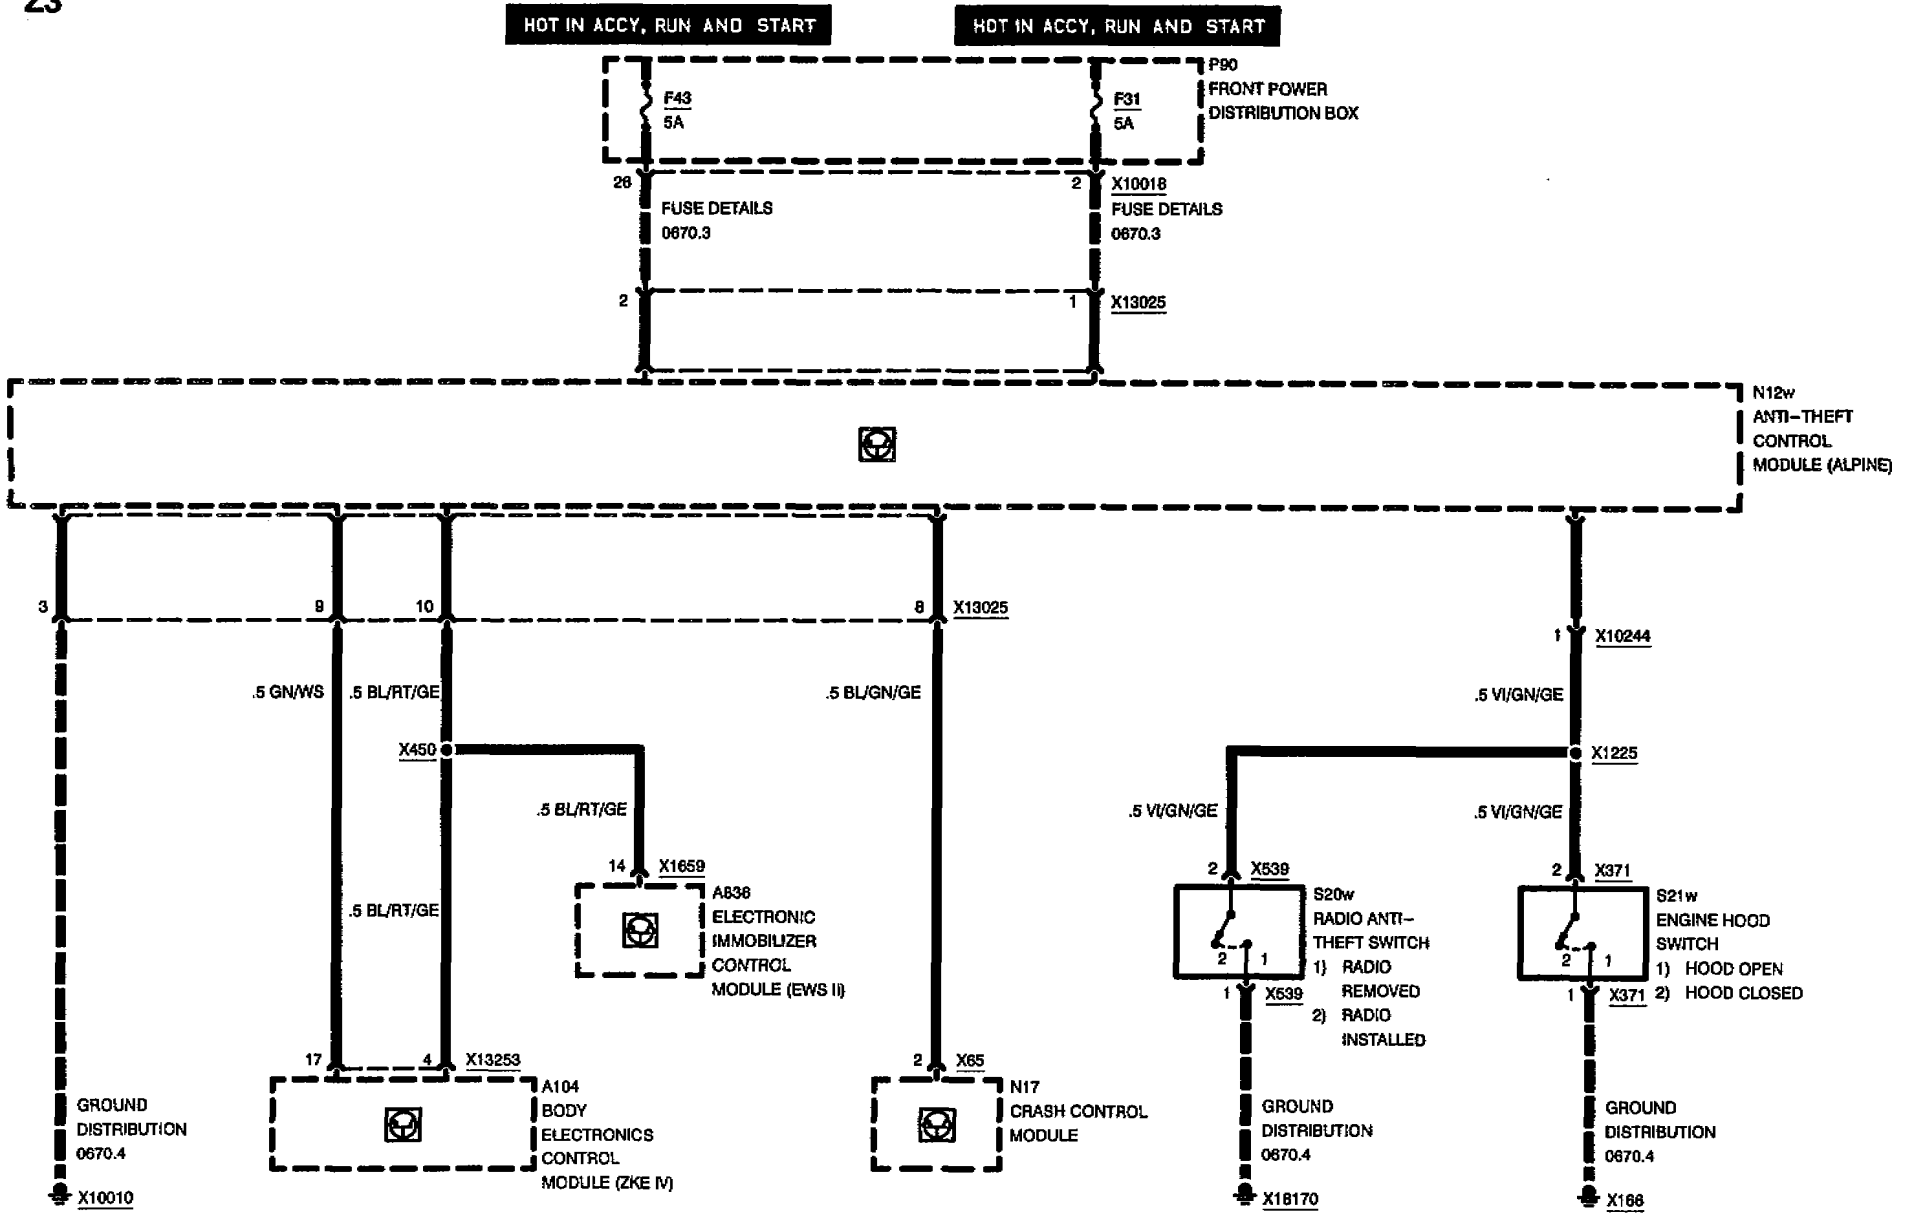 23
HOT IN ACCY, RUN AND START
HOT IN ACCY, RUN AND START
P90
FRONT POWER
DISTRIBUTION BOX
F43
5A
F31
5A
26
2
X10018
FUSE DETAILS
0670.3
FUSE DETAILS
0670.3
2
1
X13025
N12w
ANTI-THEFT
CONTROL
MODULE (ALPINE)
3
9
10
8
X13025
1
X10244
.5 GN/WS
.5 BL/RT/GE
.5 BL/GN/GE
.5 VI/GN/GE
X450
X1225
.5 BL/RT/GE
.5 VI/GN/GE
.5 VI/GN/GE
14
X1659
2
X539
2
X371
.5 BL/RT/GE
A836
ELECTRONIC
IMMOBILIZER
CONTROL
MODULE (EWS II)
2
1
S20w
RADIO ANTI-
THEFT SWITCH
1) RADIO
REMOVED
2) RADIO
INSTALLED
2
1
S21w
ENGINE HOOD
SWITCH
1) HOOD OPEN
2) HOOD CLOSED
1
X539
1
X371
17
4
X13253
2
X65
GROUND
DISTRIBUTION
0670.4
A104
BODY
ELECTRONICS
CONTROL
MODULE (ZKE IV)
N17
CRASH CONTROL
MODULE
GROUND
DISTRIBUTION
0670.4
GROUND
DISTRIBUTION
0670.4
X10010
X18170
X166